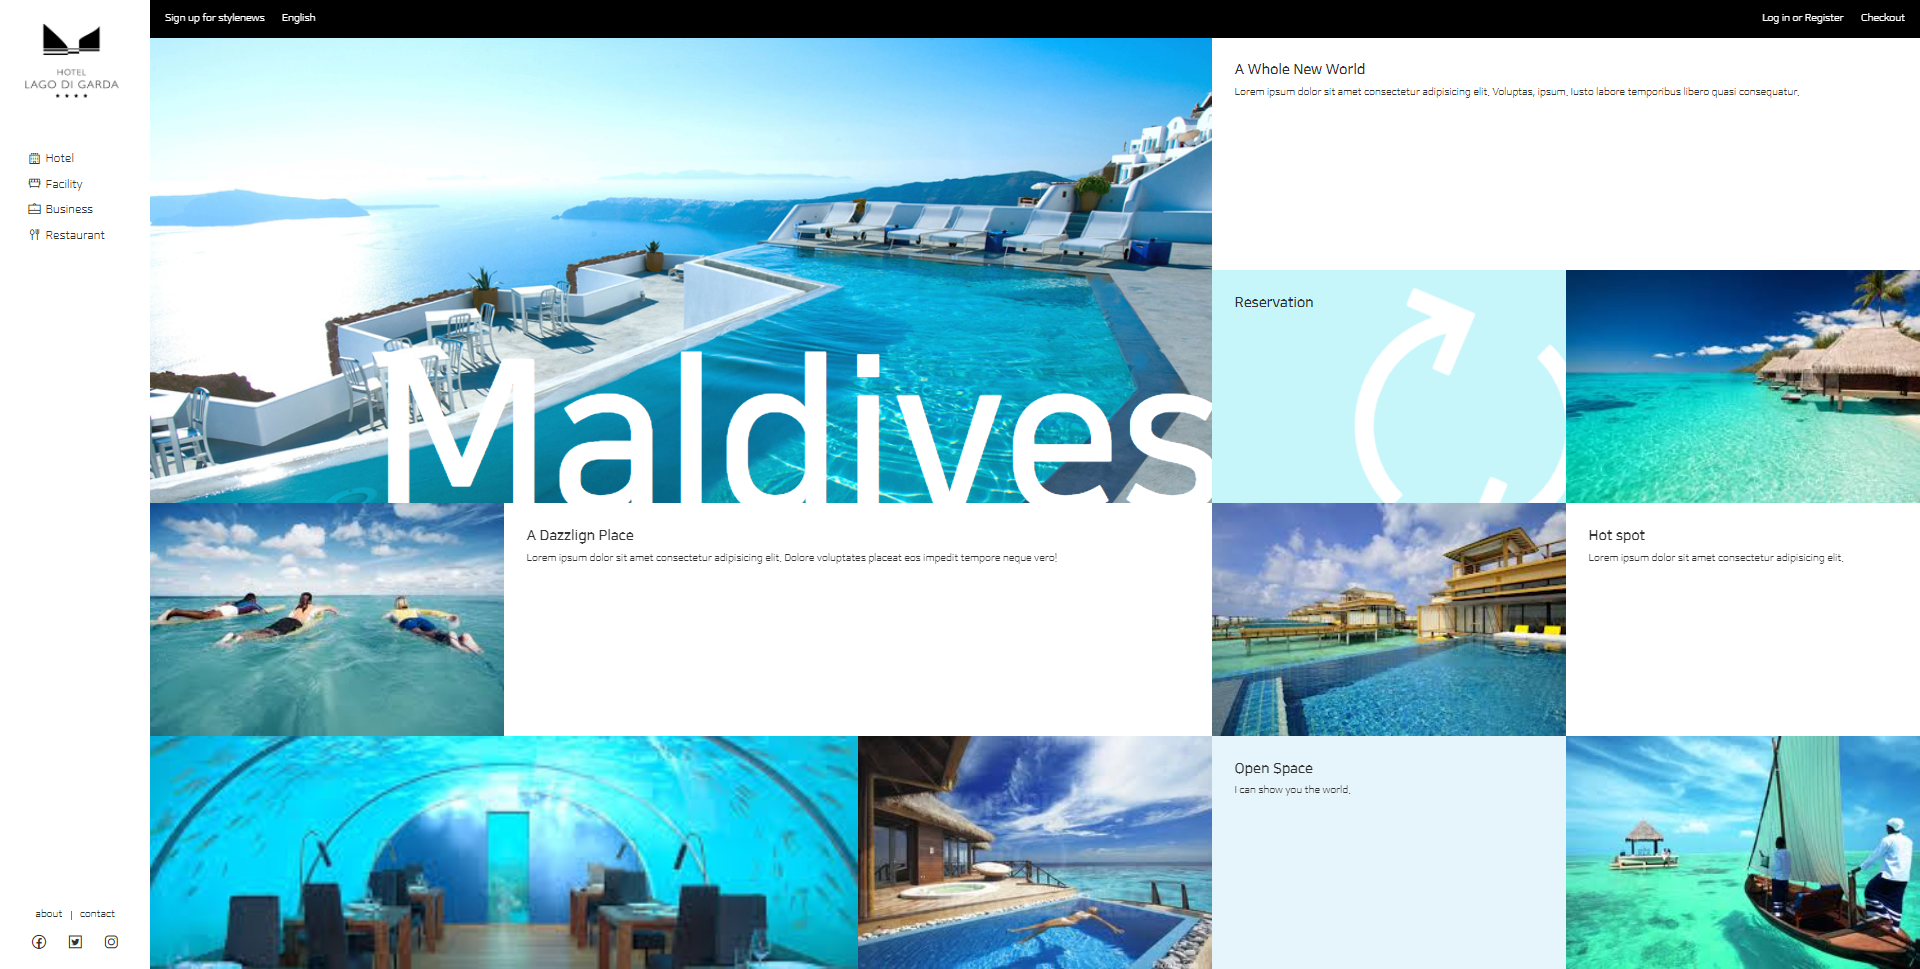 HOTEL
LAGO DI GARDA
Hotel
Facility
Business
Restaurant
about | contact
Sign up for stylenews
English
Log in or Register
Checkout
Maldives
A Whole New World
Lorem ipsum dolor sit amet consectetur adipisicing elit. Voluptas, ipsum. Iusto labore temporibus libero quasi consequatur.
Reservation
A Dazzlign Place
Lorem ipsum dolor sit amet consectetur adipisicing elit. Dolore voluptates placeat eos impedit tempore neque vero!
Hot spot
Lorem ipsum dolor sit amet consectetur adipisicing elit.
Open Space
I can show you the world.